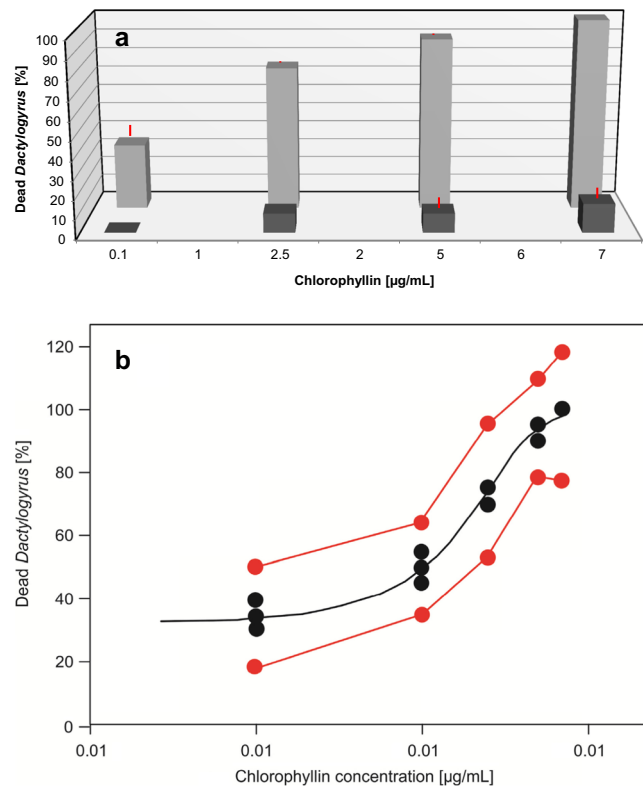 a
100
90
80
70
60
50
40
30
20
10
0
Dead Dactylogyrus [%]
0.1 1 2.5 2 5 6 7
Chlorophyllin [µg/mL]
b
120
100
80
60
40
20
0
Dead Dactylogyrus [%]
0.01 0.01 0.01 0.01
Chlorophyllin concentration [µg/mL]